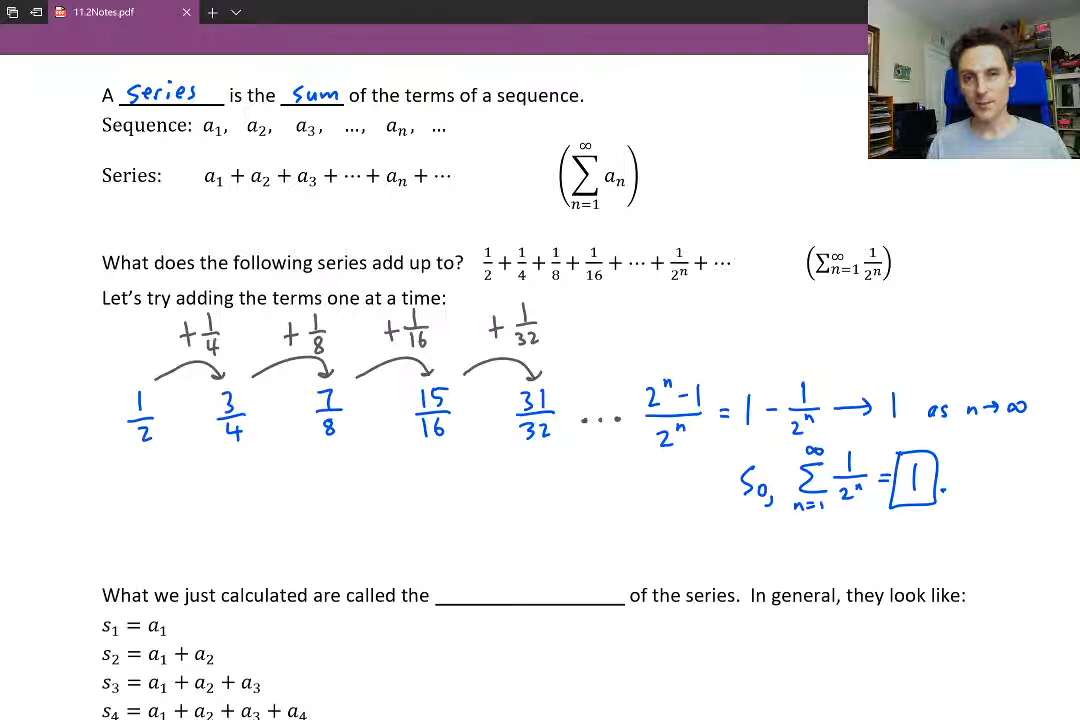 11.2Notes.pdf
A series is the sum of the terms of a sequence.
Sequence: a₁, a₂, a₃, ..., aₙ, ...
Series: a₁ + a₂ + a₃ + ⋯ + aₙ + ⋯ (∑_{n=1}^{∞} aₙ)
What does the following series add up to? 1/2 + 1/4 + 1/8 + 1/16 + ⋯ + 1/2ⁿ + ⋯ (∑_{n=1}^{∞} 1/2ⁿ)
Let's try adding the terms one at a time:
+1/4 +1/8 +1/16 +1/32
1/2 3/4 7/8 15/16 31/32 ... (2ⁿ-1)/2ⁿ = 1 - 1/2ⁿ → 1 as n→∞
So, ∑_{n=1}^{∞} 1/2ⁿ = 1.
What we just calculated are called the ____________________ of the series. In general, they look like:
s₁ = a₁
s₂ = a₁ + a₂
s₃ = a₁ + a₂ + a₃
s₄ = a₁ + a₂ + a₃ + a₄